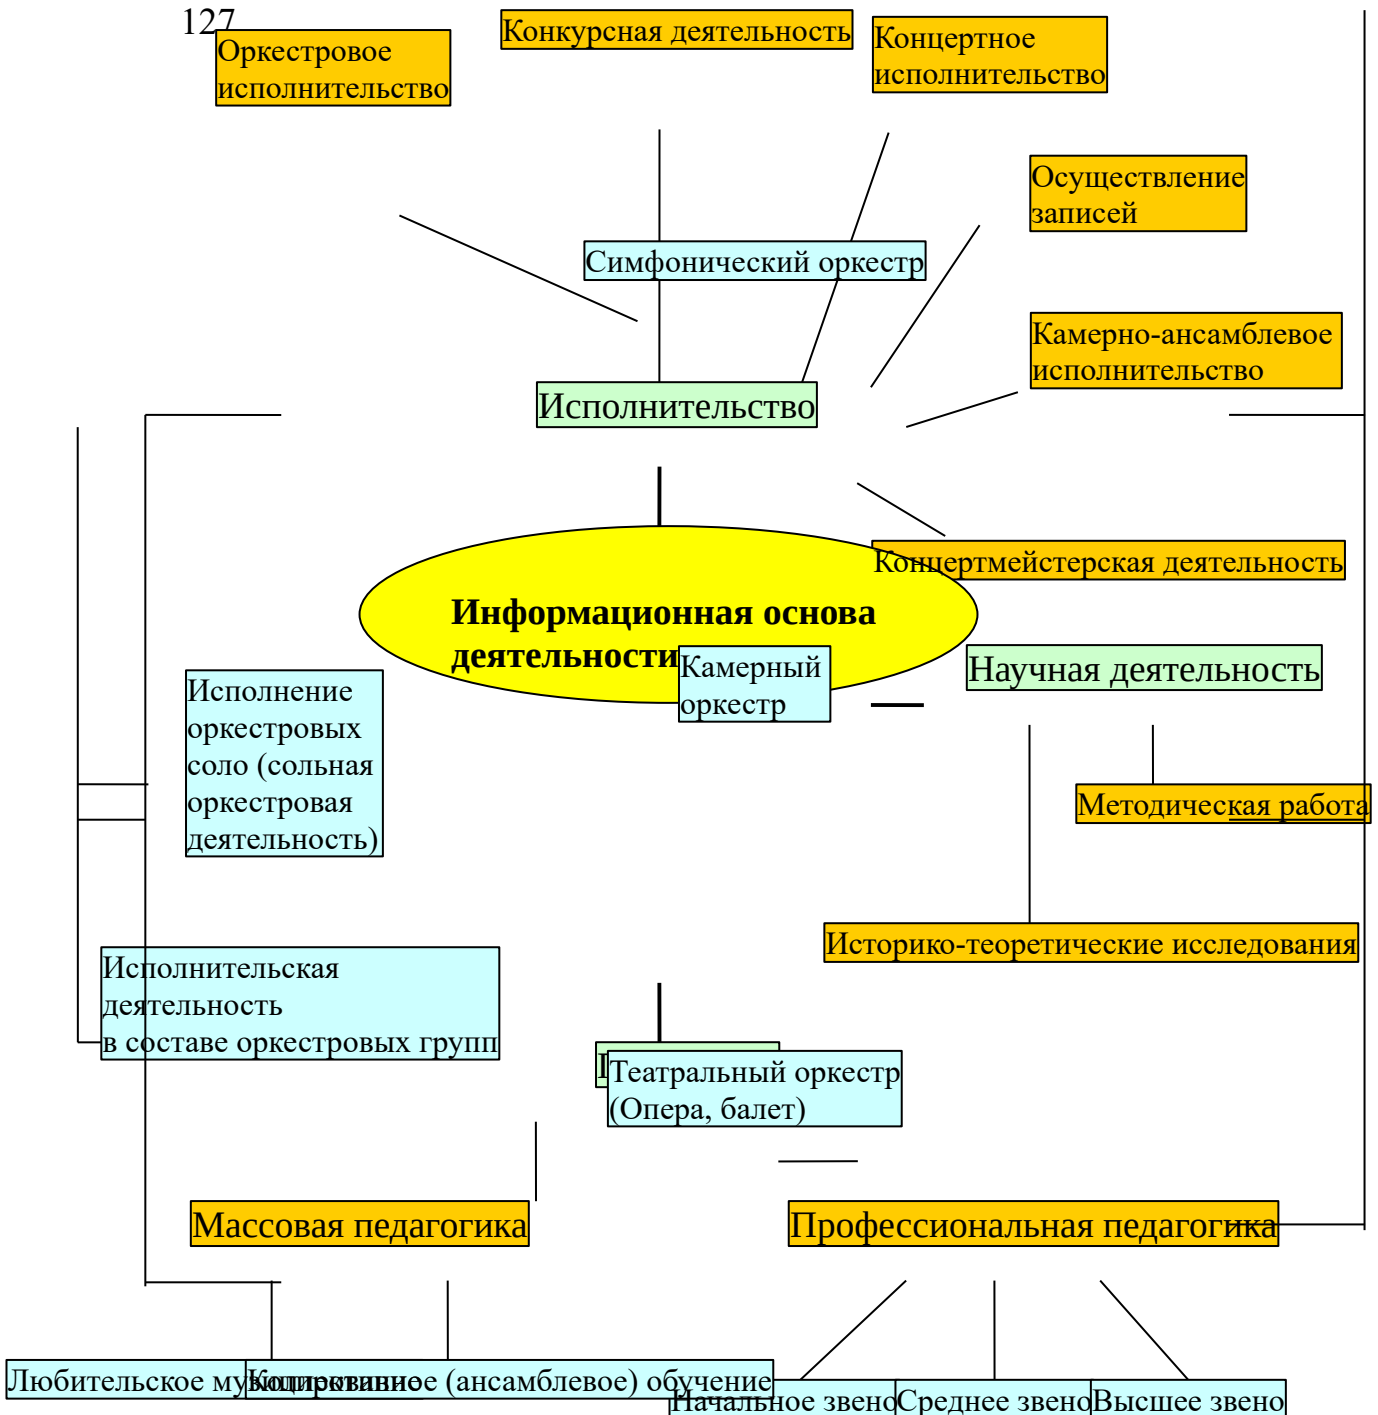 127
Оркестровое
исполнительство
Конкурсная деятельность
Концертное
исполнительство
Осуществление
записей
Симфонический оркестр
Камерно-ансамблевое
исполнительство
Исполнительство
Концертмейстерская деятельность
Информационная основа
деятельности
Камерный
оркестр
Научная деятельность
Исполнение
оркестровых
соло (сольная
оркестровая
деятельность)
Методическая работа
Историко-теоретические исследования
Исполнительская
деятельность
в составе оркестровых групп
Театральный оркестр
(Опера, балет)
Массовая педагогика
Профессиональная педагогика
Любительское
Коллективное (ансамблевое) обучение
Начальное звено
Среднее звено
Высшее звено